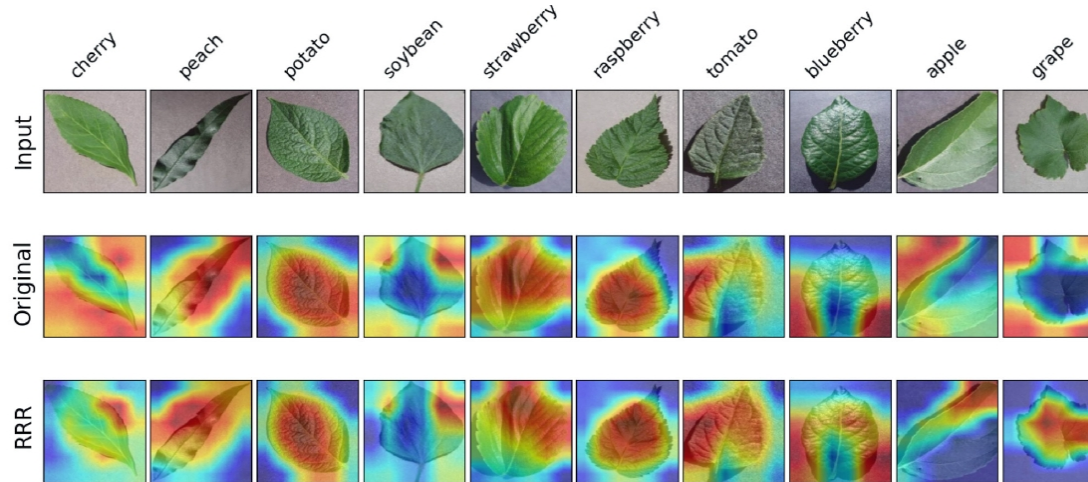 cherry peach potato soybean strawberry raspberry tomato blueberry apple grape
Input
Original
RRR